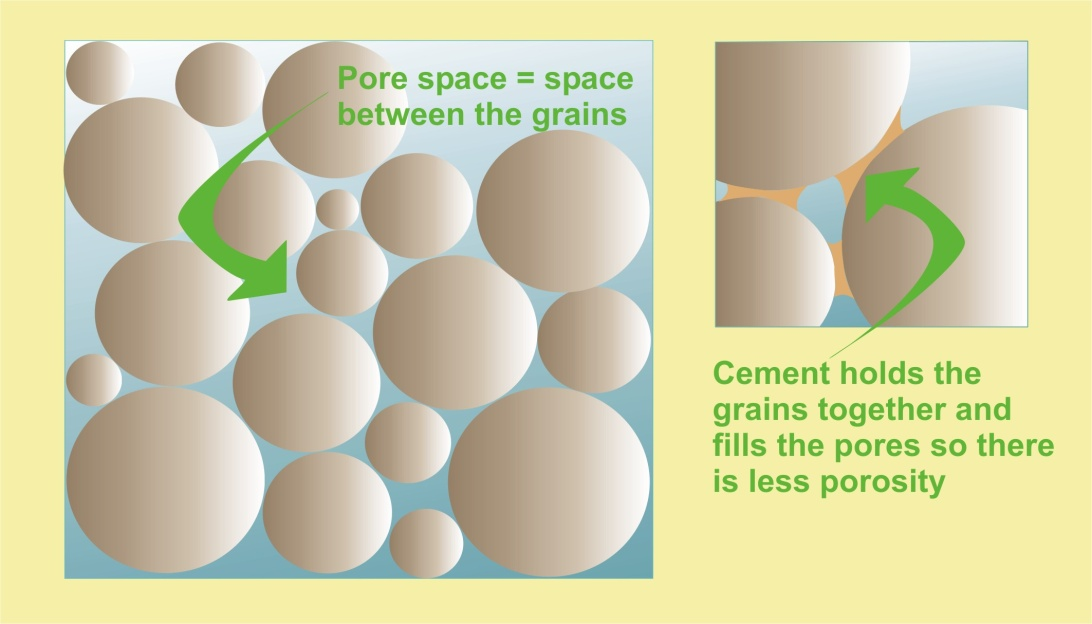 Pore space = space
between the grains
Cement holds the
grains together and
fills the pores so there
is less porosity